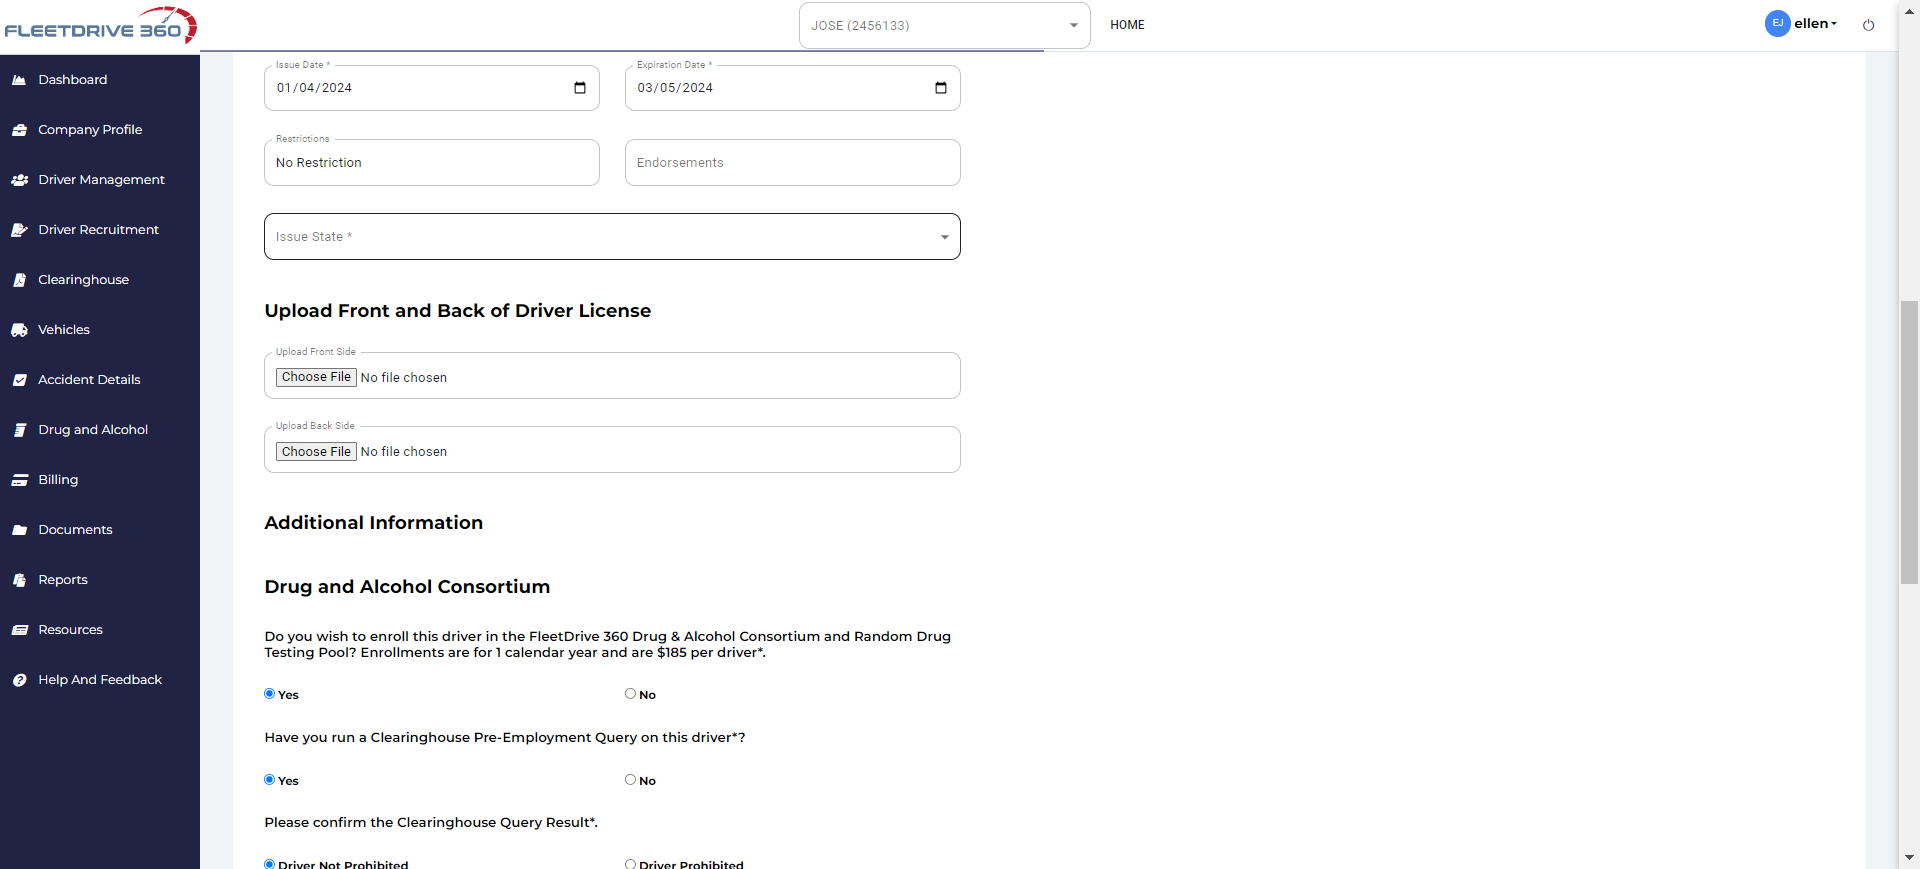 FLEETDRIVE 360
JOSE (2456133)
HOME
EJ
ellen
Dashboard
Company Profile
Driver Management
Driver Recruitment
Clearinghouse
Vehicles
Accident Details
Drug and Alcohol
Billing
Documents
Reports
Resources
Help And Feedback
Issue Date *
01/04/2024
Expiration Date *
03/05/2024
Restrictions
No Restriction
Endorsements
Issue State *
Upload Front and Back of Driver License
Upload Front Side
Choose File No file chosen
Upload Back Side
Choose File No file chosen
Additional Information
Drug and Alcohol Consortium
Do you wish to enroll this driver in the FleetDrive 360 Drug & Alcohol Consortium and Random Drug
Testing Pool? Enrollments are for 1 calendar year and are $185 per driver*.
Yes
No
Have you run a Clearinghouse Pre-Employment Query on this driver*?
Yes
No
Please confirm the Clearinghouse Query Result*.
Driver Not Prohibited
Driver Prohibited